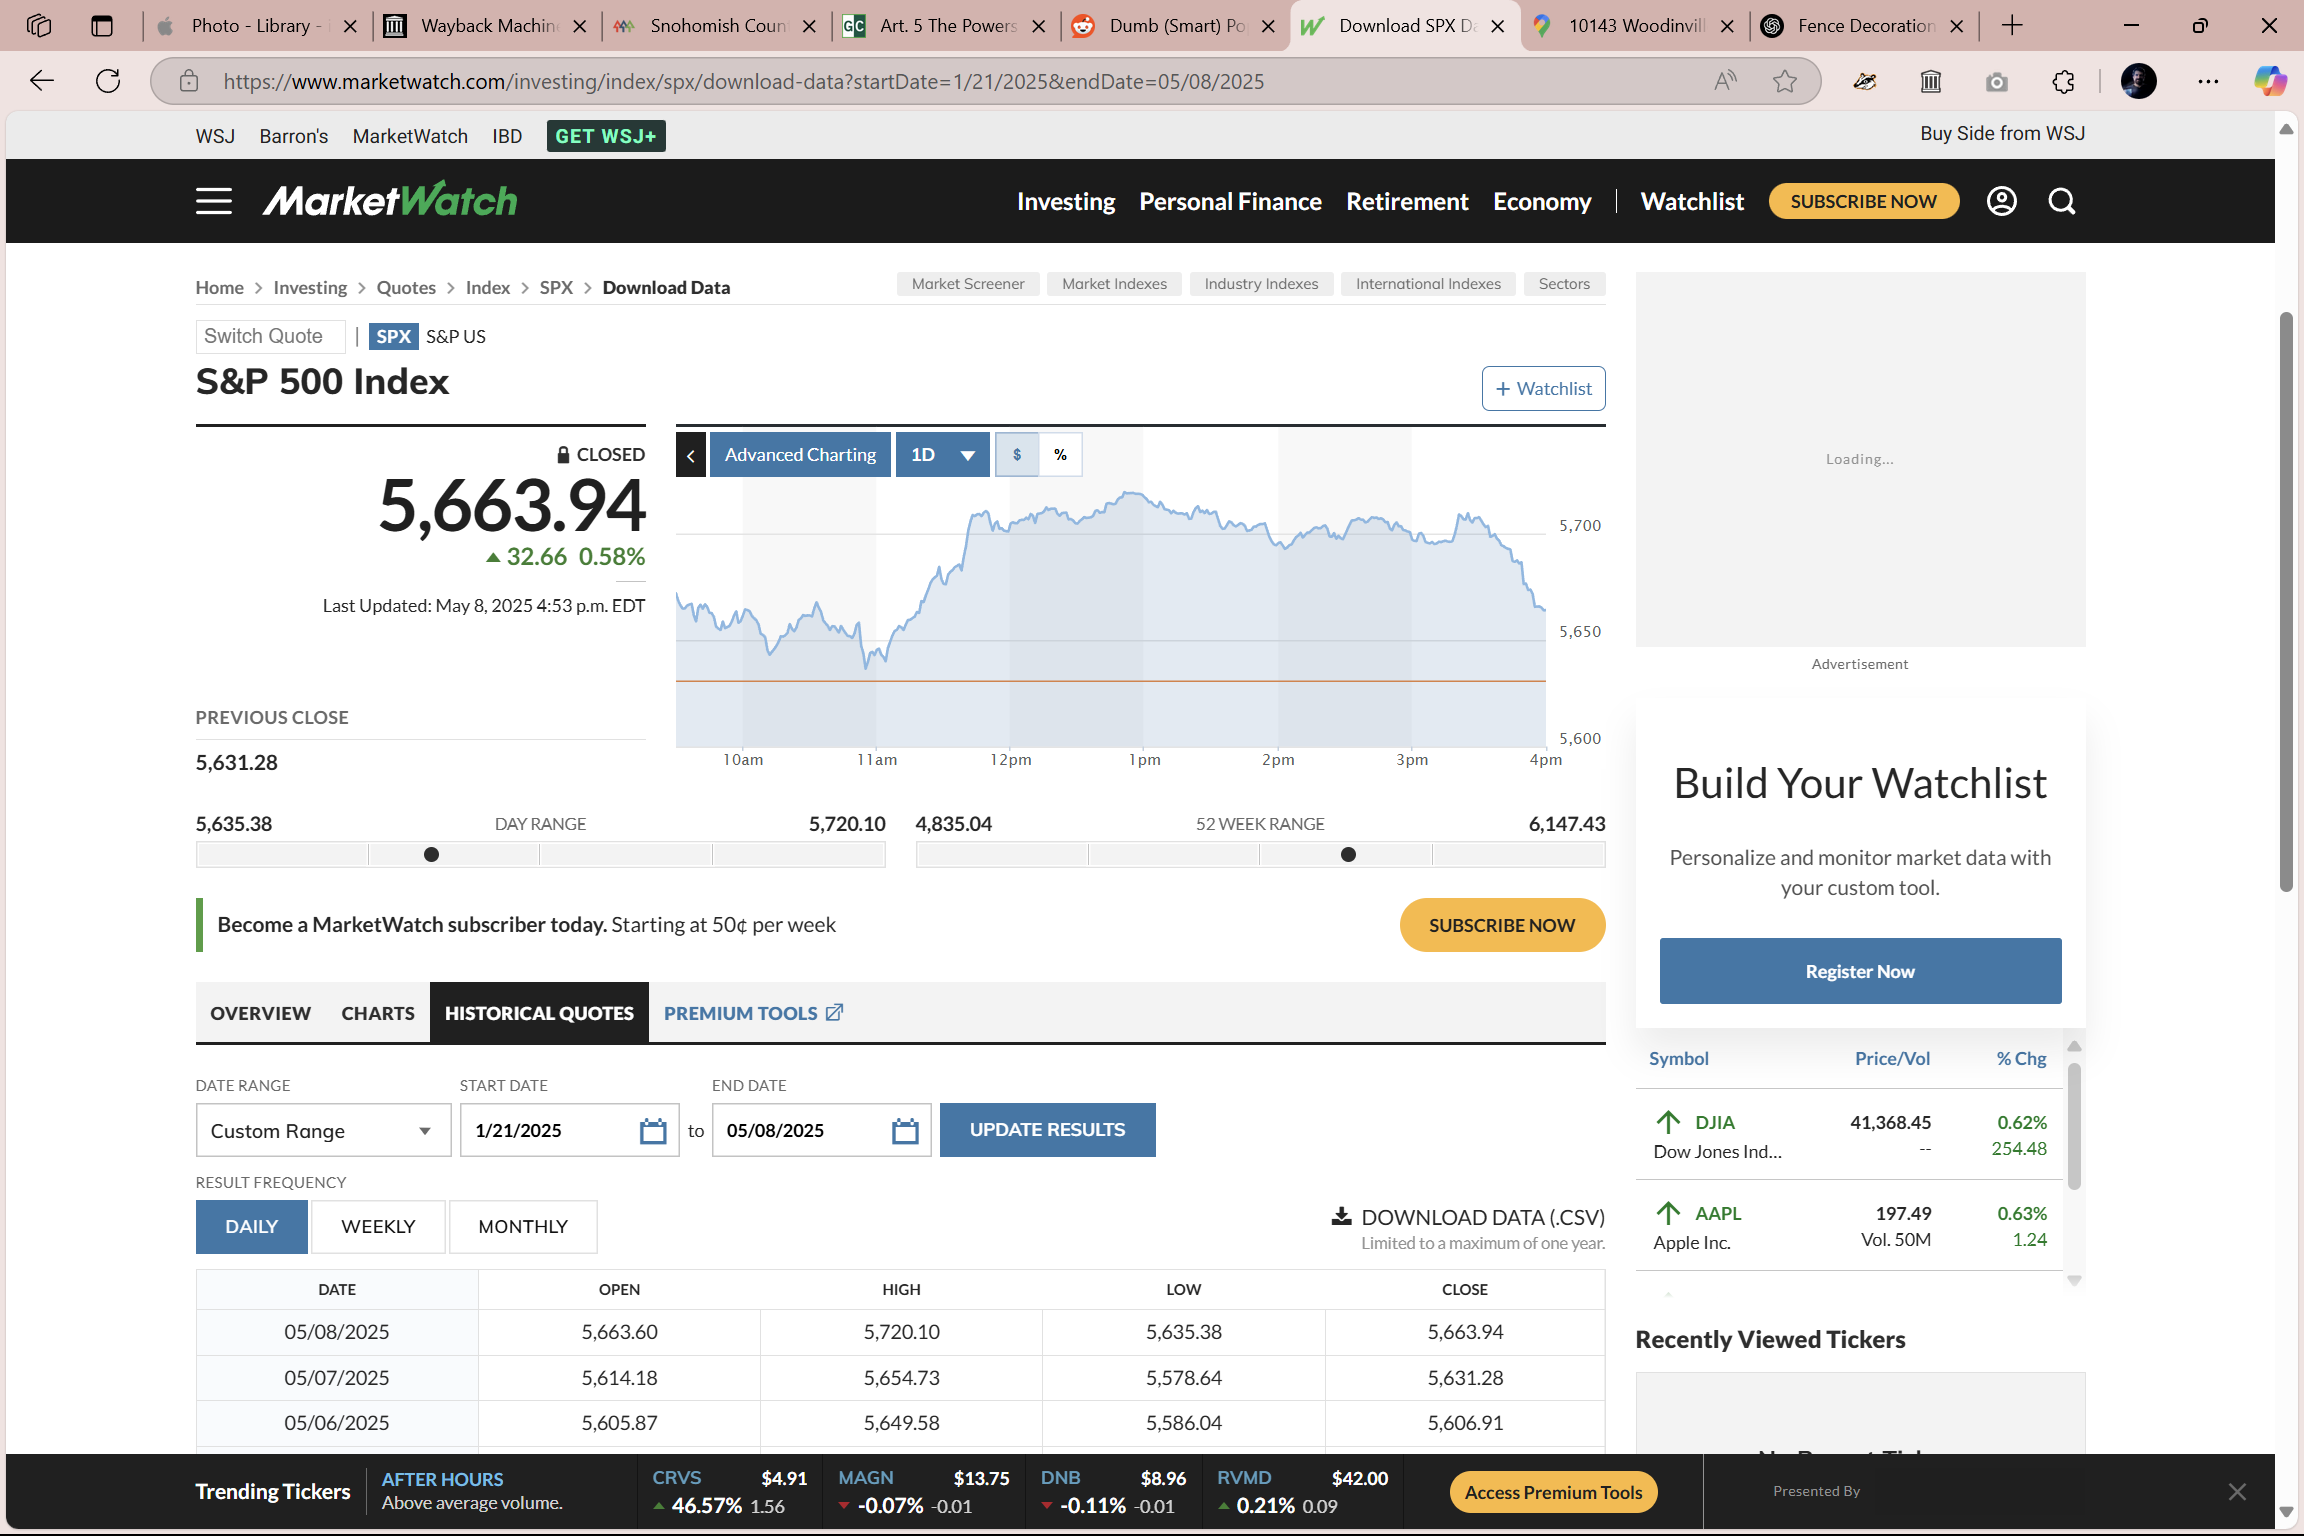 Photo - Library - i
Wayback Machine
Snohomish Coun
GC
Art. 5 The Powers
Dumb (Smart) Po
Download SPX Da
10143 Woodinvill
Fence Decoration
https://www.marketwatch.com/investing/index/spx/download-data?startDate=1/21/2025&endDate=05/08/2025
WSJ Barron's MarketWatch IBD GET WSJ+
Buy Side from WSJ
MarketWatch
Investing Personal Finance Retirement Economy Watchlist SUBSCRIBE NOW
Home > Investing > Quotes > Index > SPX > Download Data
Market Screener Market Indexes Industry Indexes International Indexes Sectors
Switch Quote | SPX S&P US
S&P 500 Index
+ Watchlist
CLOSED
5,663.94
32.66 0.58%
Last Updated: May 8, 2025 4:53 p.m. EDT
PREVIOUS CLOSE
5,631.28
Advanced Charting 1D $ %
5,700
5,650
5,600
10am 11am 12pm 1pm 2pm 3pm 4pm
5,635.38 DAY RANGE 5,720.10
4,835.04 52 WEEK RANGE 6,147.43
Become a MarketWatch subscriber today. Starting at 50¢ per week
SUBSCRIBE NOW
OVERVIEW CHARTS HISTORICAL QUOTES PREMIUM TOOLS
DATE RANGE START DATE END DATE
Custom Range 1/21/2025 to 05/08/2025 UPDATE RESULTS
RESULT FREQUENCY
DAILY WEEKLY MONTHLY
DOWNLOAD DATA (.CSV)
Limited to a maximum of one year.
DATE OPEN HIGH LOW CLOSE
05/08/2025 5,663.60 5,720.10 5,635.38 5,663.94
05/07/2025 5,614.18 5,654.73 5,578.64 5,631.28
05/06/2025 5,605.87 5,649.58 5,586.04 5,606.91
Loading...
Advertisement
Build Your Watchlist
Personalize and monitor market data with
your custom tool.
Register Now
Symbol Price/Vol % Chg
DJIA 41,368.45 0.62%
Dow Jones Ind... -- 254.48
AAPL 197.49 0.63%
Apple Inc. Vol. 50M 1.24
Recently Viewed Tickers
Trending Tickers
AFTER HOURS
Above average volume.
CRVS $4.91
46.57% 1.56
MAGN $13.75
-0.07% -0.01
DNB $8.96
-0.11% -0.01
RVMD $42.00
0.21% 0.09
Access Premium Tools
Presented By